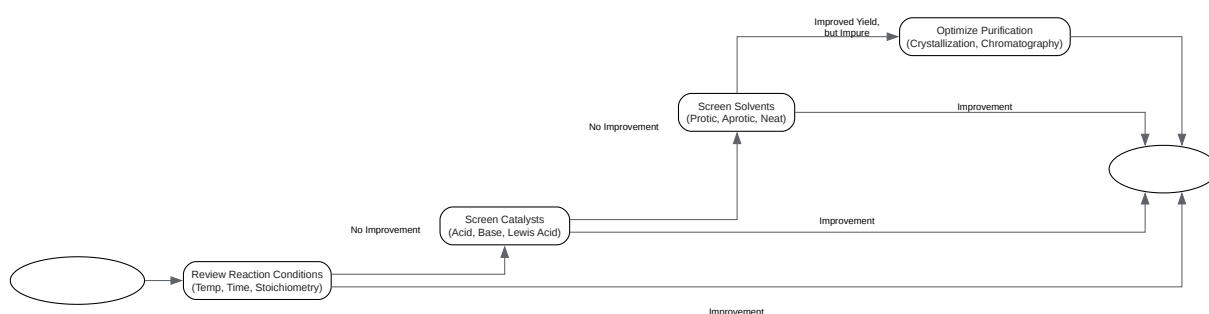 Improved Yield,
but Impure
Optimize Purification
(Crystallization, Chromatography)
Screen Solvents
(Protic, Aprotic, Neat)
Improvement
No Improvement
Screen Catalysts
(Acid, Base, Lewis Acid)
Improvement
No Improvement
Review Reaction Conditions
(Temp, Time, Stoichiometry)
Improvement